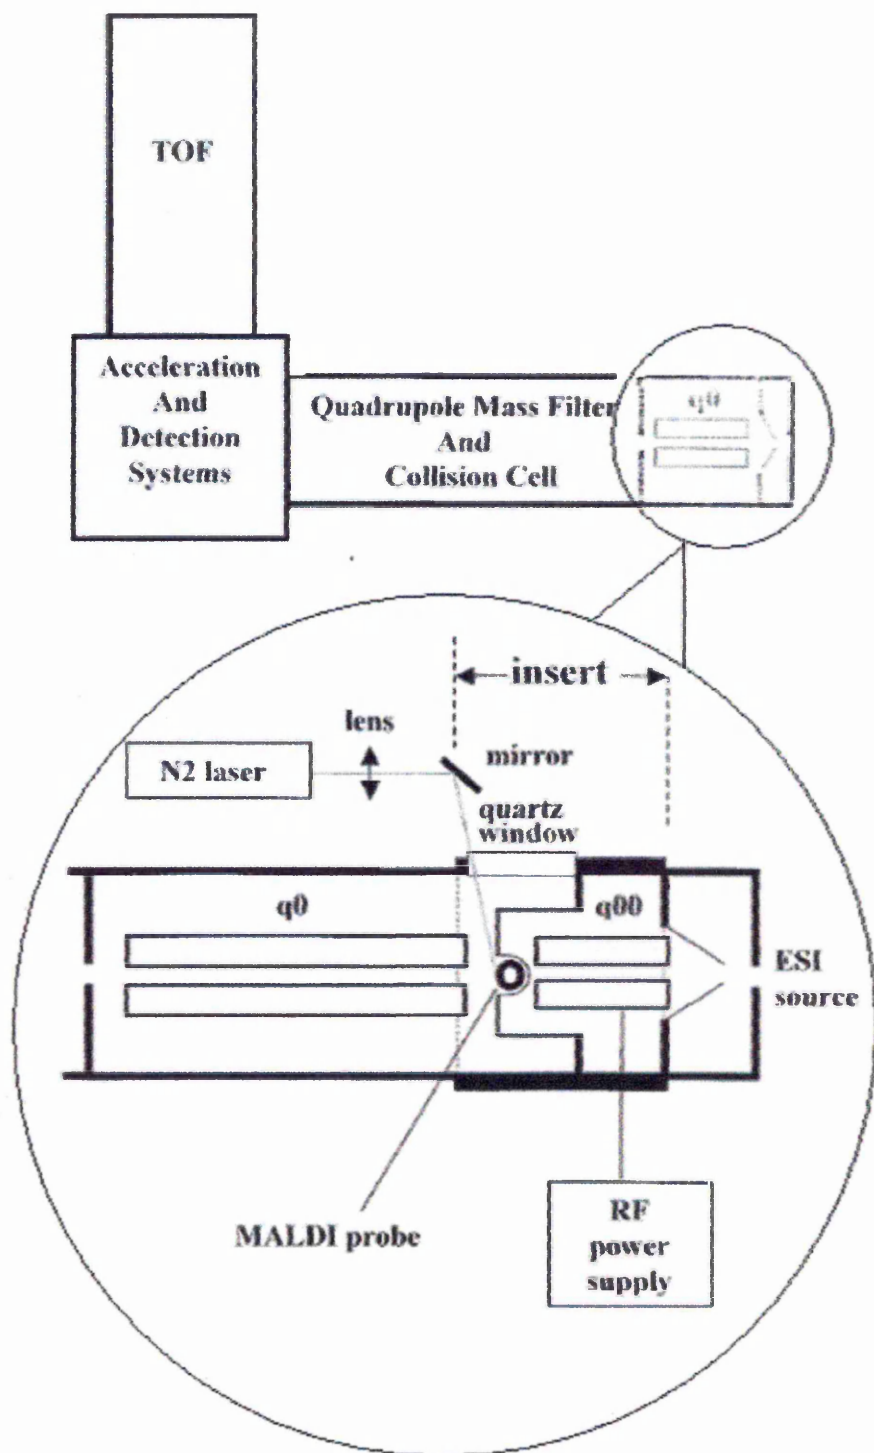 TOF
Acceleration
And
Detection
Systems
Quadrupole Mass Filter
And
Collision Cell
q0
insert
lens
N2 laser
mirror
quartz
window
q0
q00
ESI
source
MALDI probe
RF
power
supply